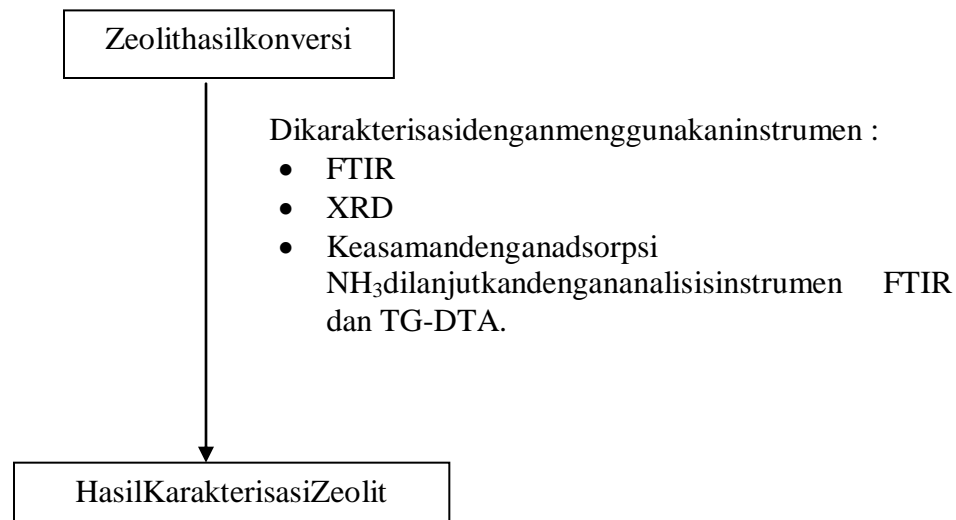 Zeolithasilkonversi
Dikarakterisasidenganmenggunakaninstrumen :
• FTIR
• XRD
• Keasamandenganadsorpsi
NH₃dilanjutkandengananalisisinstrumen FTIR
dan TG-DTA.
HasilKarakterisasiZeolit